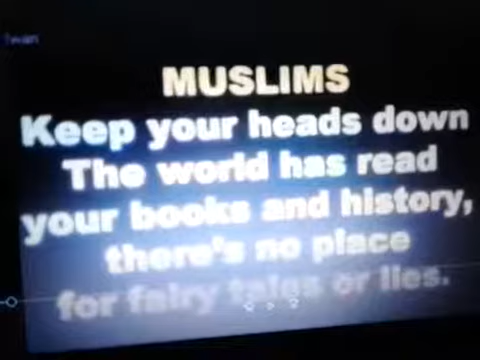 Iwan
MUSLIMS
Keep your heads down
The world has read
your books and history,
there's no place
for fairy tales or lies.